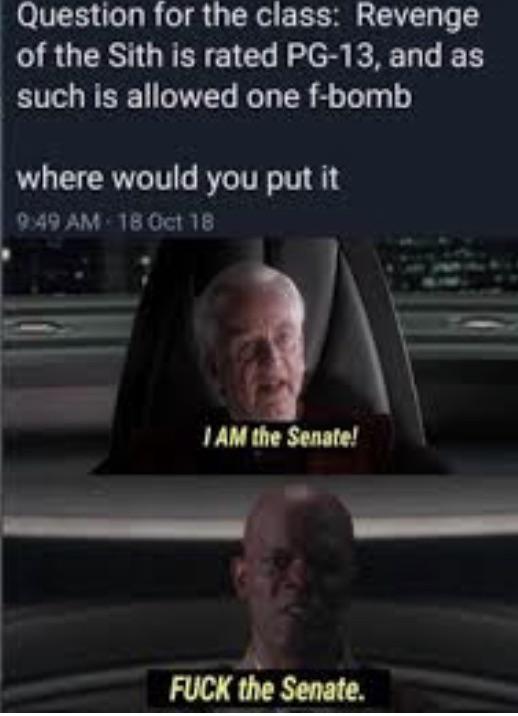 Question for the class: Revenge
of the Sith is rated PG-13, and as
such is allowed one f-bomb
where would you put it
9:49 AM · 18 Oct 18
I AM the Senate!
FUCK the Senate.